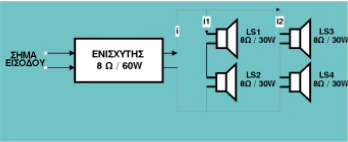 ΣΗΜΑ
ΕΙΣΟΔΟΥ
ΕΝΙΣΧΥΤΗΣ
8 Ω / 60W
i
i1
i2
LS1
8Ω / 30W
LS3
8Ω / 30W
LS2
8Ω / 30W
LS4
8Ω / 30W